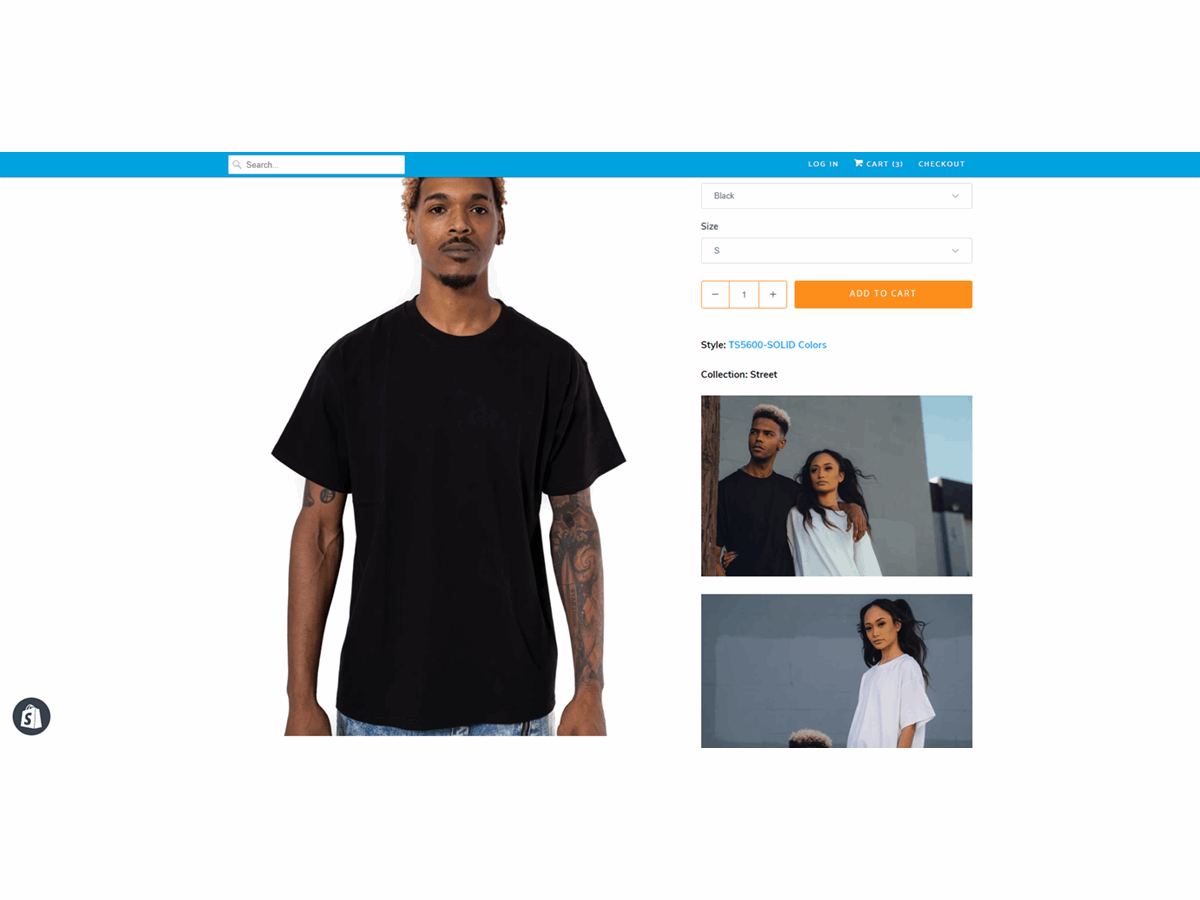 Search...
LOG IN
CART (3)
CHECKOUT
Black
Size
S
− 1 +
ADD TO CART
Style: TS5600-SOLID Colors
Collection: Street